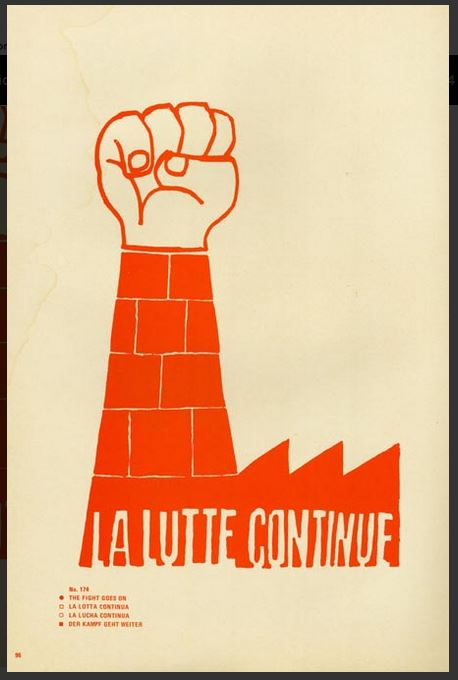 LA LUTTE CONTINUE
No. 174
THE FIGHT GOES ON
LA LOTTA CONTINUA
LA LUCHA CONTINUA
DER KAMPF GEHT WEITER
96